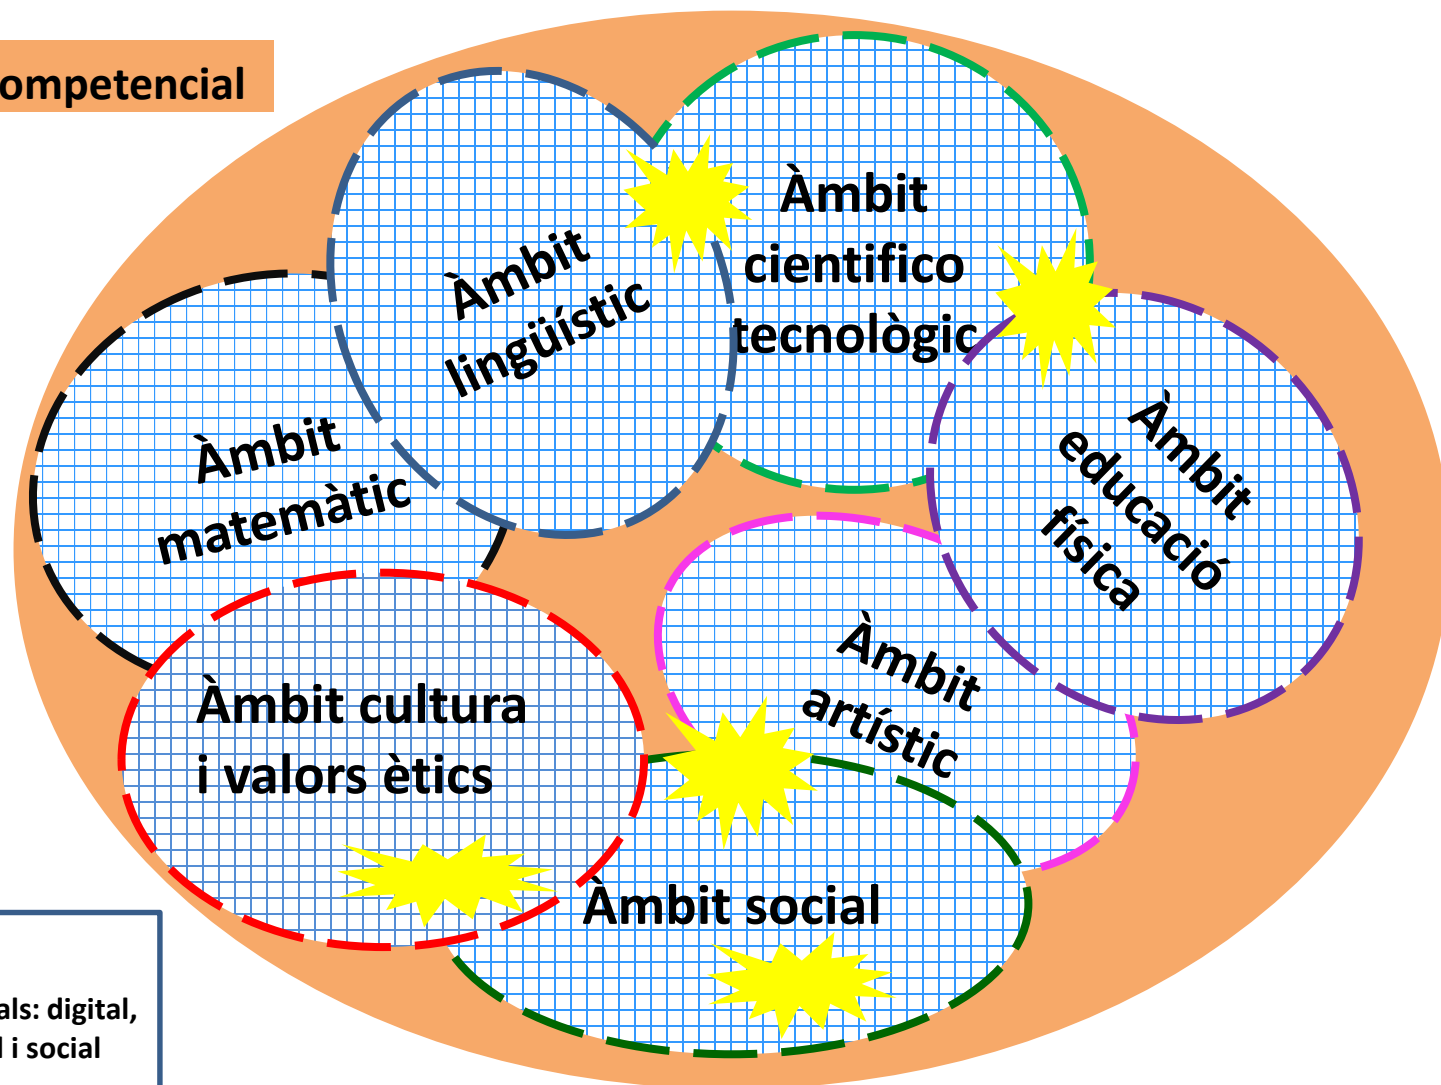 ompetencial
Àmbit
cientifico
tecnològic
Àmbit
lingüístic
Àmbit
matemàtic
Àmbit
educació
física
Àmbit
artístic
Àmbit cultura
i valors ètics
Àmbit social
als: digital,
l i social